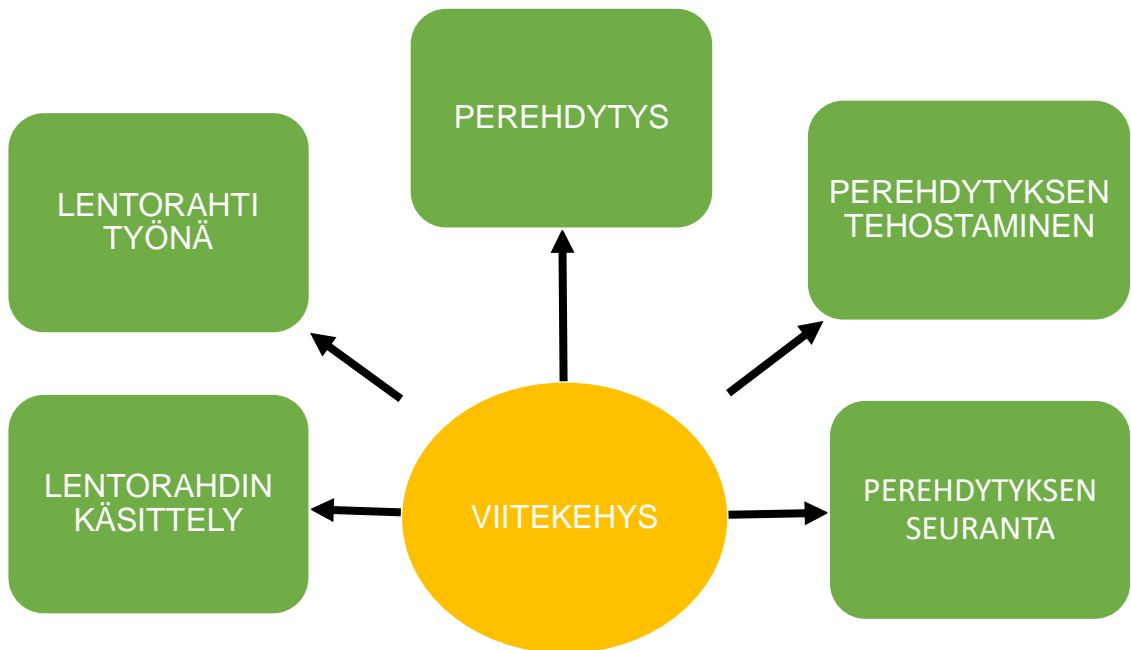 PEREHDYTYS
LENTORAHTI
TYÖNÄ
PEREHDYTYKSEN
TEHOSTAMINEN
LENTORAHDIN
KÄSITTELY
VIITEKEHYS
PEREHDYTYKSEN
SEURANTA